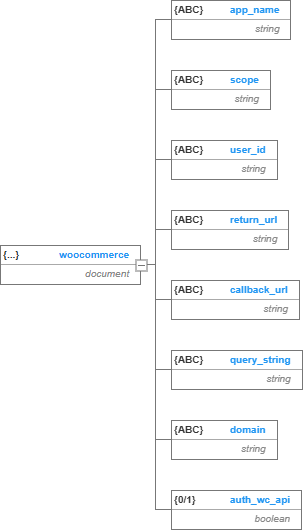 {ABC} app_name
string
{ABC} scope
string
{ABC} user_id
string
{ABC} return_url
string
{...} woocommerce
document
{ABC} callback_url
string
{ABC} query_string
string
{ABC} domain
string
{0/1} auth_wc_api
boolean